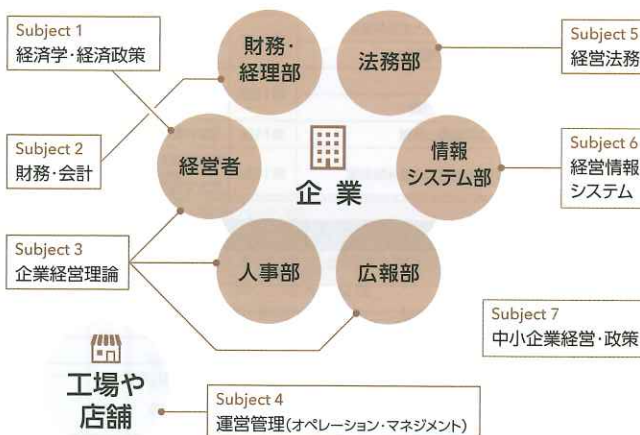 Subject 1
経済学・経済政策
Subject 2
財務・会計
Subject 3
企業経営理論
財務・
経理部
法務部
経営者
企業
情報
システム部
人事部
広報部
Subject 5
経営法務
Subject 6
経営情報
システム
Subject 7
中小企業経営・政策
工場や
店舗
Subject 4
運営管理(オペレーション・マネジメント)